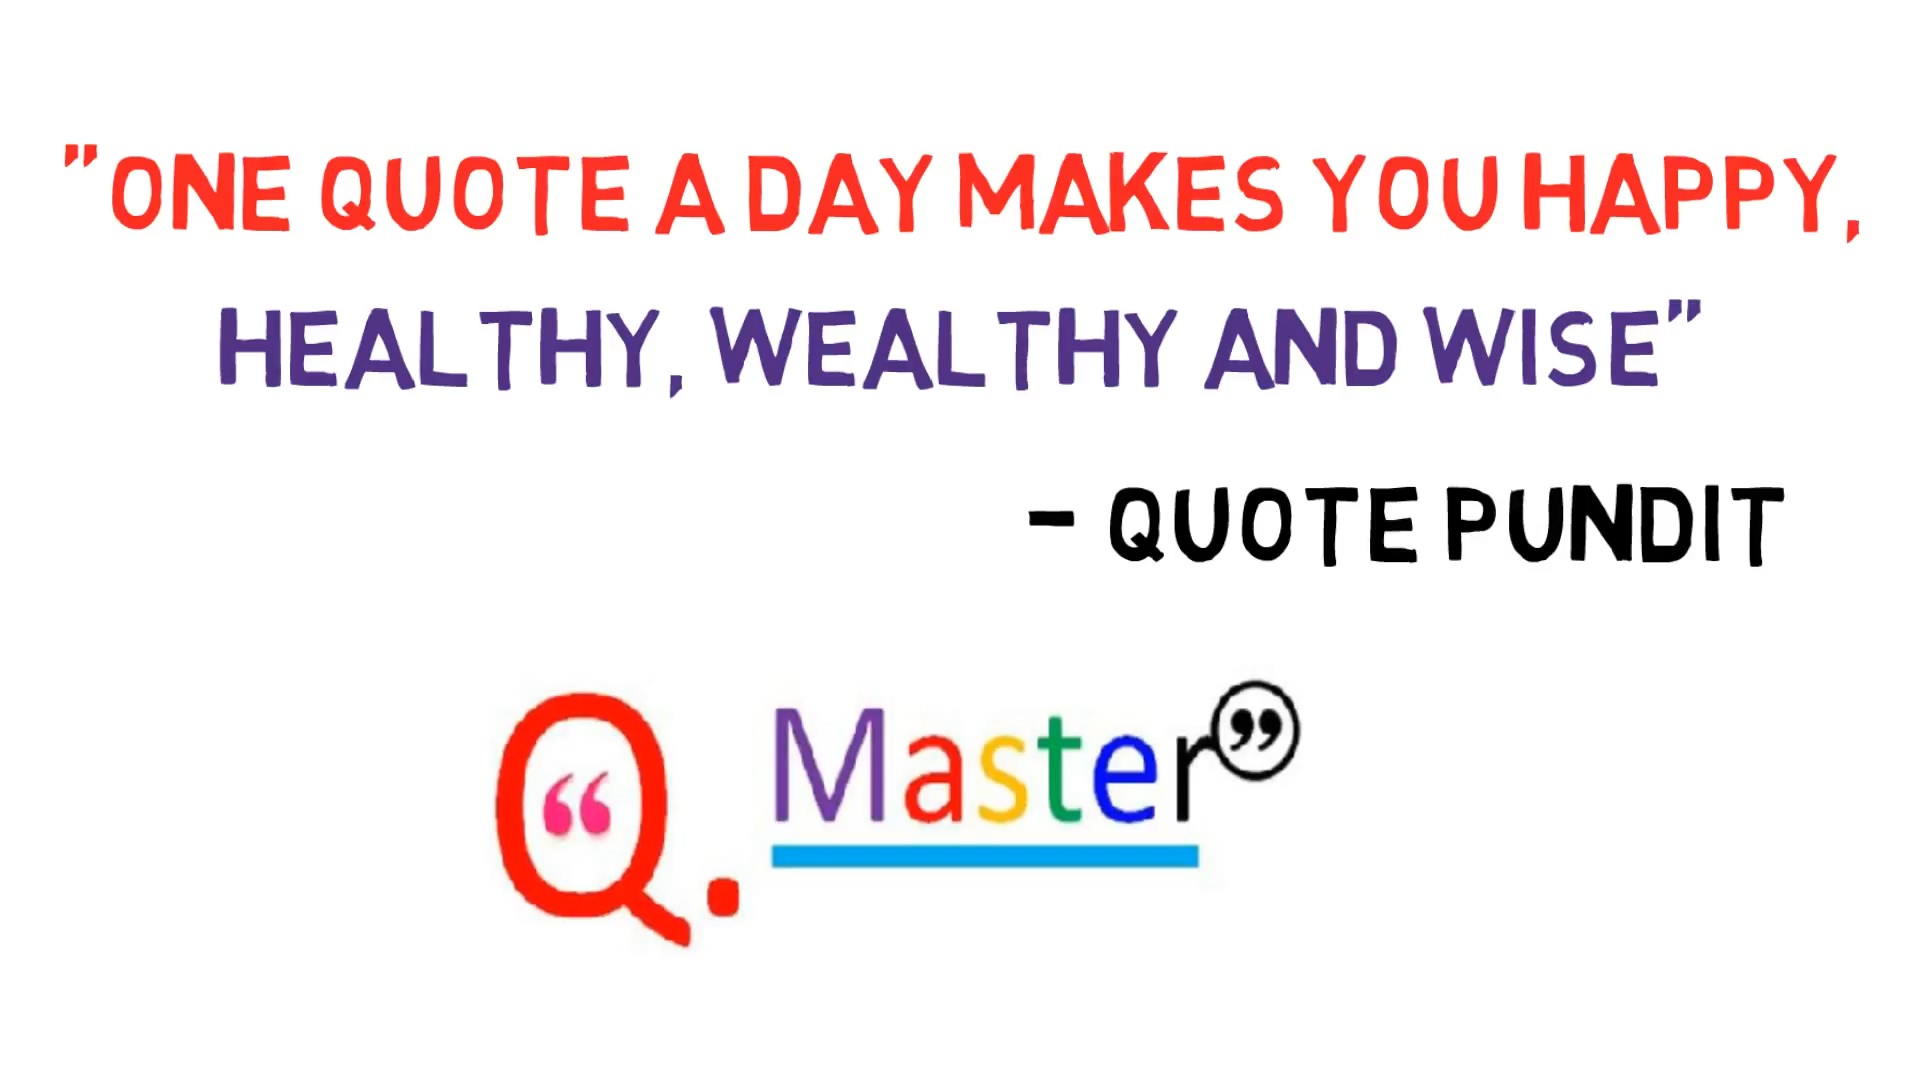 "ONE QUOTE A DAY MAKES YOU HAPPY,
HEALTHY, WEALTHY AND WISE"
- QUOTE PUNDIT
“Q. Master”